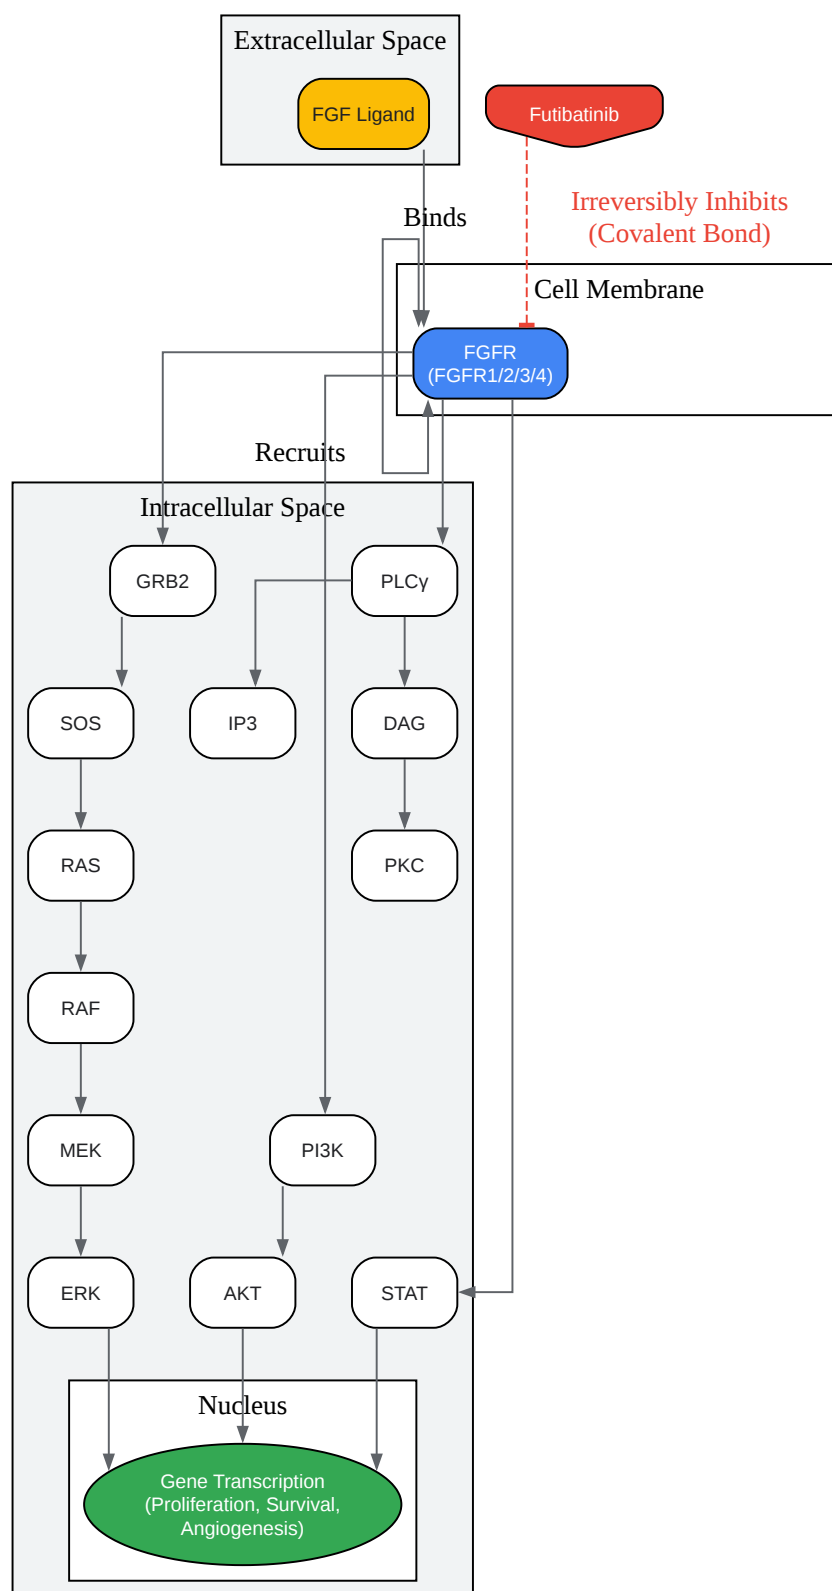 Extracellular Space
FGF Ligand
Futibatinib
Irreversibly Inhibits
(Covalent Bond)
Binds
Cell Membrane
FGFR
(FGFR1/2/3/4)
Recruits
Intracellular Space
GRB2
PLCγ
SOS
IP3
DAG
RAS
PKC
RAF
MEK
PI3K
ERK
AKT
STAT
Nucleus
Gene Transcription
(Proliferation, Survival,
Angiogenesis)